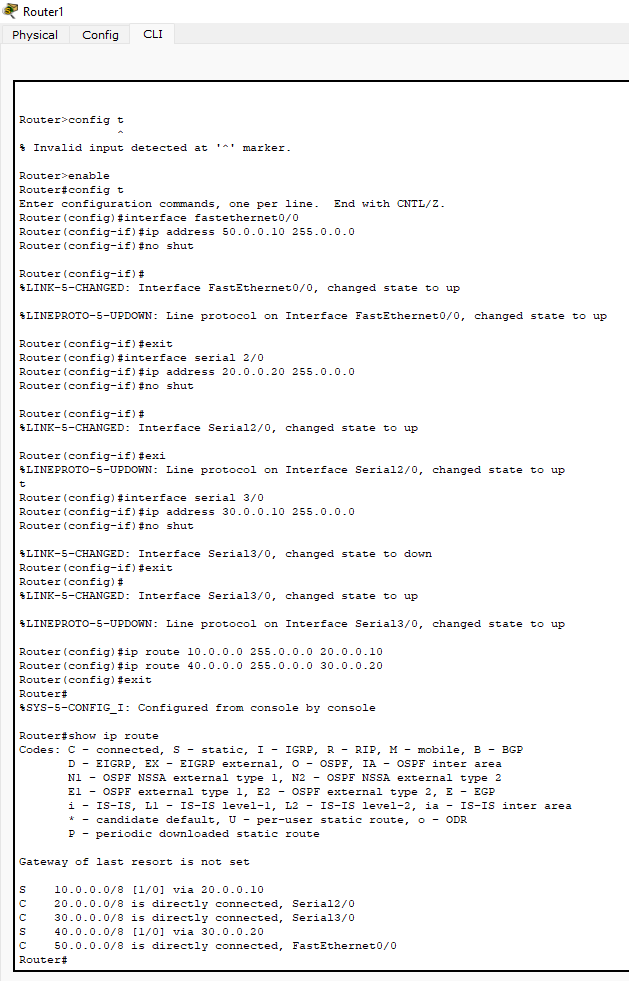 Router1
Physical Config CLI
Router>config t
^
% Invalid input detected at '^' marker.
Router>enable
Router#config t
Enter configuration commands, one per line.  End with CNTL/Z.
Router(config)#interface fastethernet0/0
Router(config-if)#ip address 50.0.0.10 255.0.0.0
Router(config-if)#no shut
Router(config-if)#
%LINK-5-CHANGED: Interface FastEthernet0/0, changed state to up
%LINEPROTO-5-UPDOWN: Line protocol on Interface FastEthernet0/0, changed state to up
Router(config-if)#exit
Router(config)#interface serial 2/0
Router(config-if)#ip address 20.0.0.20 255.0.0.0
Router(config-if)#no shut
Router(config-if)#
%LINK-5-CHANGED: Interface Serial2/0, changed state to up
Router(config-if)#exi
%LINEPROTO-5-UPDOWN: Line protocol on Interface Serial2/0, changed state to up
t
Router(config)#interface serial 3/0
Router(config-if)#ip address 30.0.0.10 255.0.0.0
Router(config-if)#no shut
%LINK-5-CHANGED: Interface Serial3/0, changed state to down
Router(config-if)#exit
Router(config)#
%LINK-5-CHANGED: Interface Serial3/0, changed state to up
%LINEPROTO-5-UPDOWN: Line protocol on Interface Serial3/0, changed state to up
Router(config)#ip route 10.0.0.0 255.0.0.0 20.0.0.10
Router(config)#ip route 40.0.0.0 255.0.0.0 30.0.0.20
Router(config)#exit
Router#
%SYS-5-CONFIG_I: Configured from console by console
Router#show ip route
Codes: C - connected, S - static, I - IGRP, R - RIP, M - mobile, B - BGP
D - EIGRP, EX - EIGRP external, O - OSPF, IA - OSPF inter area
N1 - OSPF NSSA external type 1, N2 - OSPF NSSA external type 2
E1 - OSPF external type 1, E2 - OSPF external type 2, E - EGP
i - IS-IS, L1 - IS-IS level-1, L2 - IS-IS level-2, ia - IS-IS inter area
* - candidate default, U - per-user static route, o - ODR
P - periodic downloaded static route
Gateway of last resort is not set
S    10.0.0.0/8 [1/0] via 20.0.0.10
C    20.0.0.0/8 is directly connected, Serial2/0
C    30.0.0.0/8 is directly connected, Serial3/0
S    40.0.0.0/8 [1/0] via 30.0.0.20
C    50.0.0.0/8 is directly connected, FastEthernet0/0
Router#